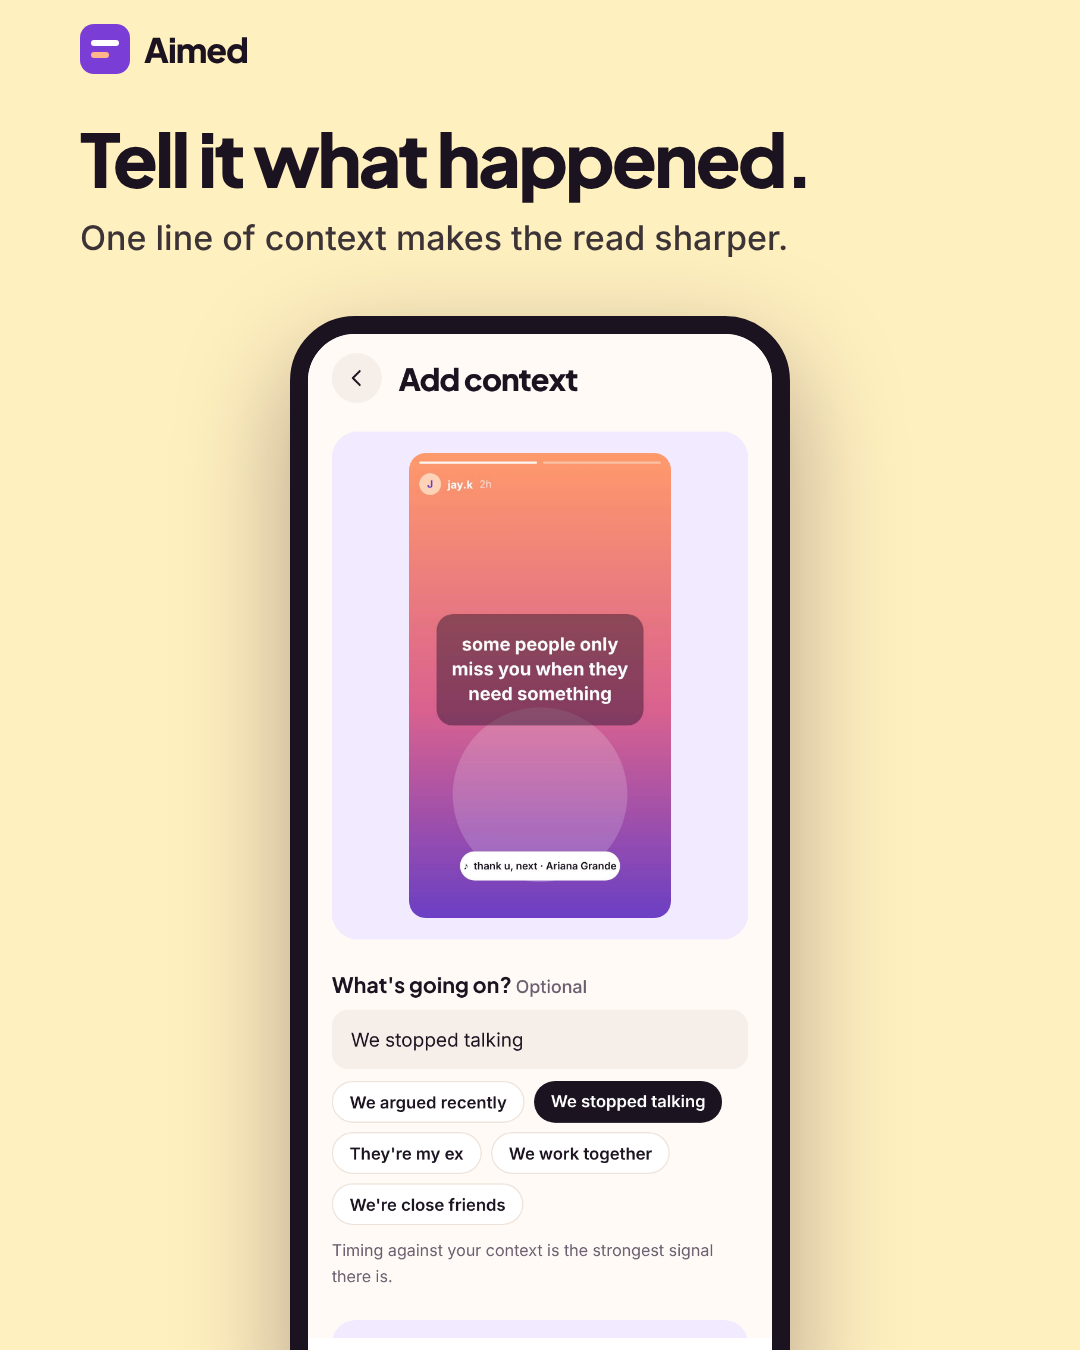 Aimed
Tell it what happened.
One line of context makes the read sharper.
Add context
J jay.k 2h
some people only
miss you when they
need something
♪ thank u, next · Ariana Grande
What's going on? Optional
We stopped talking
We argued recently
We stopped talking
They're my ex
We work together
We're close friends
Timing against your context is the strongest signal
there is.